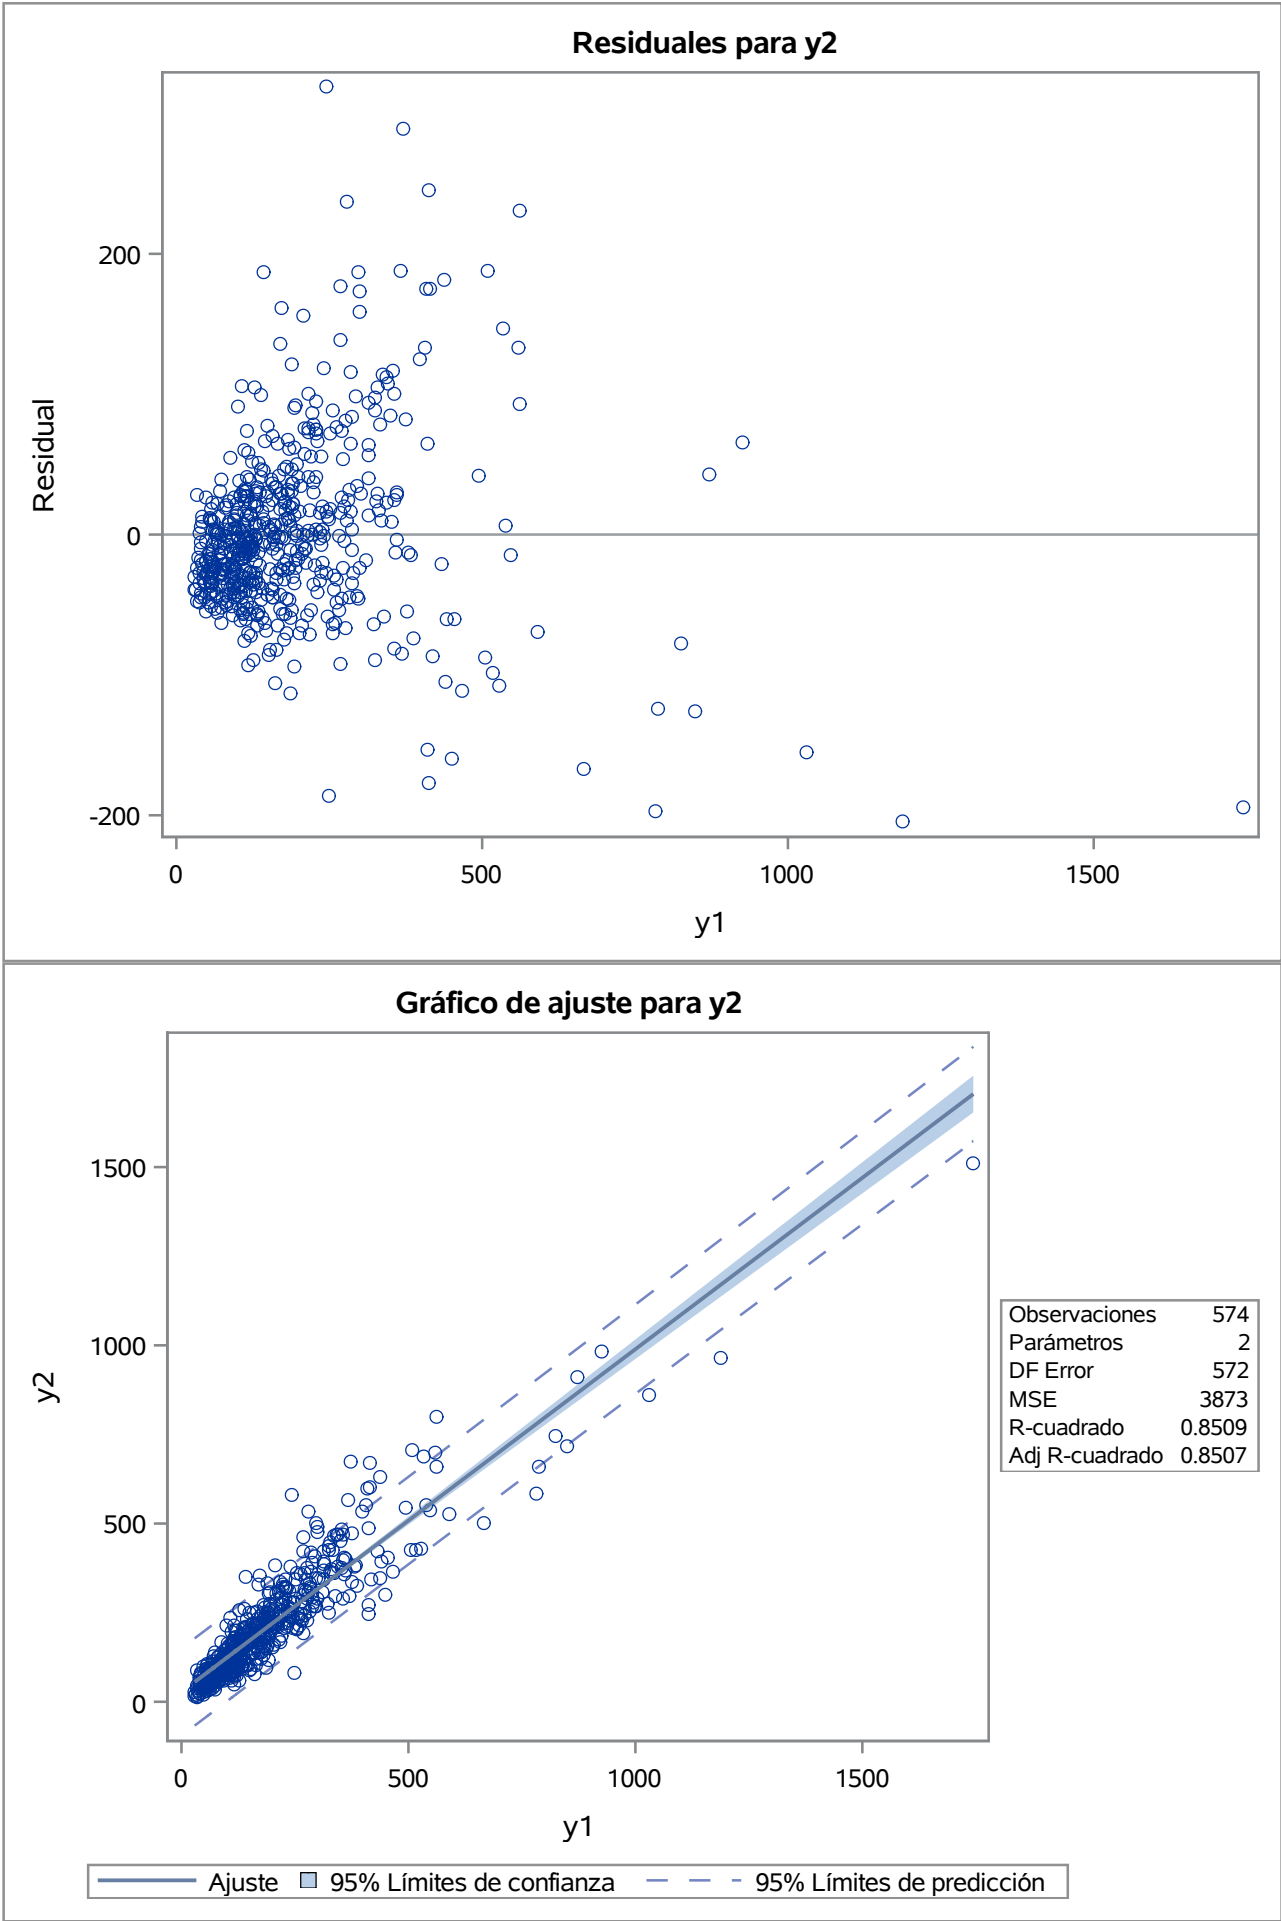 Residuales para y2
Residual
200
0
-200
0
500
1000
1500
y1
Gráfico de ajuste para y2
y2
1500
1000
500
0
0
500
1000
1500
y1
Observaciones 574
Parámetros 2
DF Error 572
MSE 3873
R-cuadrado 0.8509
Adj R-cuadrado 0.8507
Ajuste 95% Límites de confianza 95% Límites de predicción